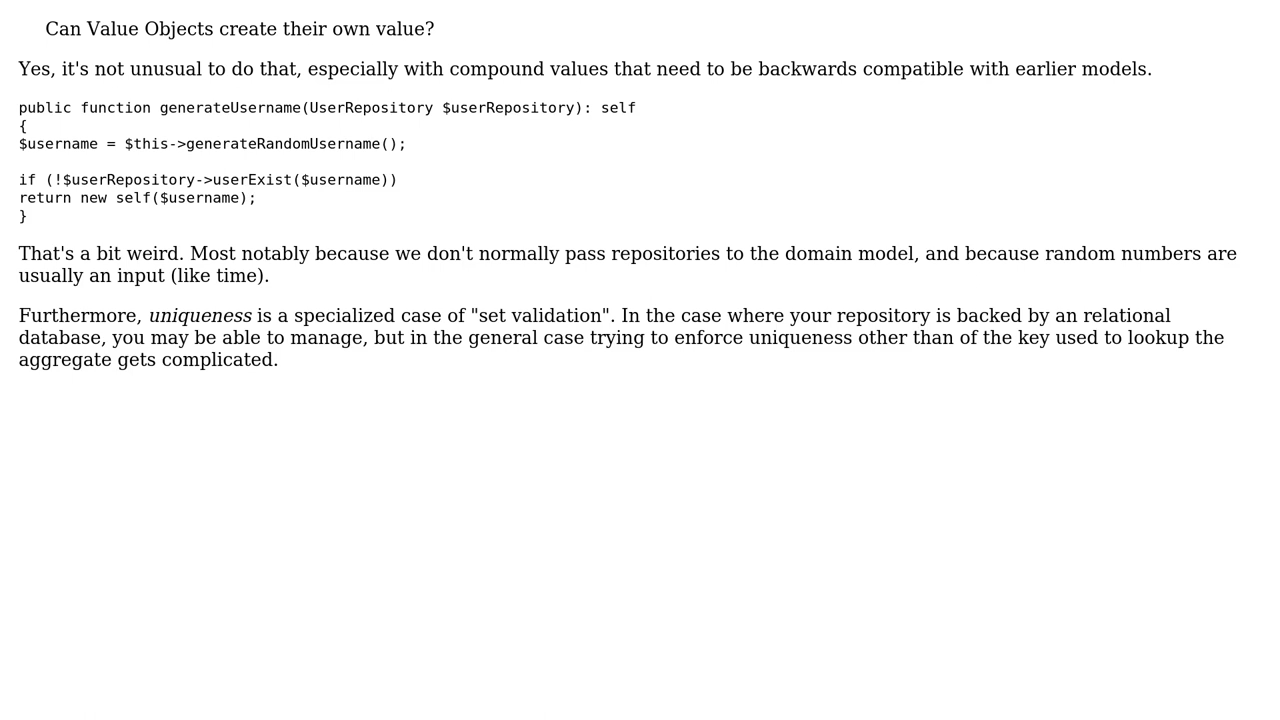 Can Value Objects create their own value?
Yes, it's not unusual to do that, especially with compound values that need to be backwards compatible with earlier models.
public function generateUsername(UserRepository $userRepository): self
{
$username = $this->generateRandomUsername();
if (!$userRepository->userExist($username))
return new self($username);
}
That's a bit weird. Most notably because we don't normally pass repositories to the domain model, and because random numbers are
usually an input (like time).
Furthermore, uniqueness is a specialized case of "set validation". In the case where your repository is backed by an relational
database, you may be able to manage, but in the general case trying to enforce uniqueness other than of the key used to lookup the
aggregate gets complicated.